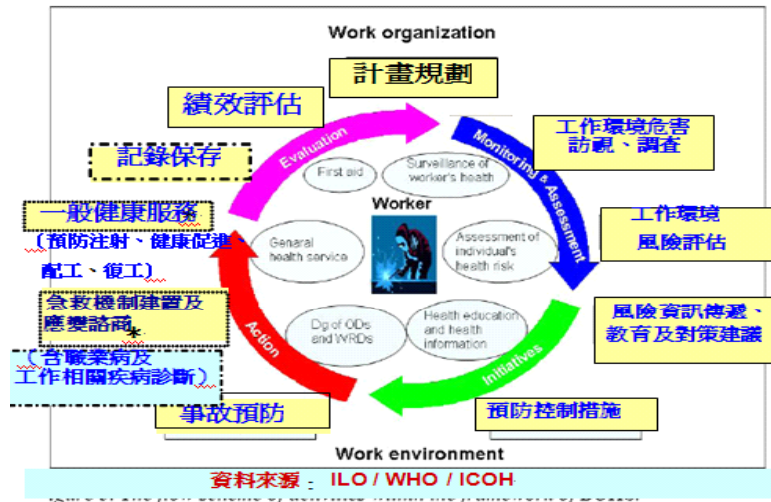 Work organization
計畫規劃
績效評估
工作環境危害
訪視、調查
記錄保存
Evaluation
Monitoring & Assessment
First aid
Surveillance of
worker's health
Worker
一般健康服務
(預防注射、健康促進、
配工、復工)
General
health service
Assessment of
individual's
health risk
工作環境
風險評估
急救機制建置及
應變諮商*
(含職業病及
工作相關疾病診斷)
Dg of ODs
and WRDs
Health education
and health
information
風險資訊傳遞、
教育及對策建議
Action
Initiatives
事故預防
預防控制措施
Work environment
資料來源: ILO / WHO / ICOH